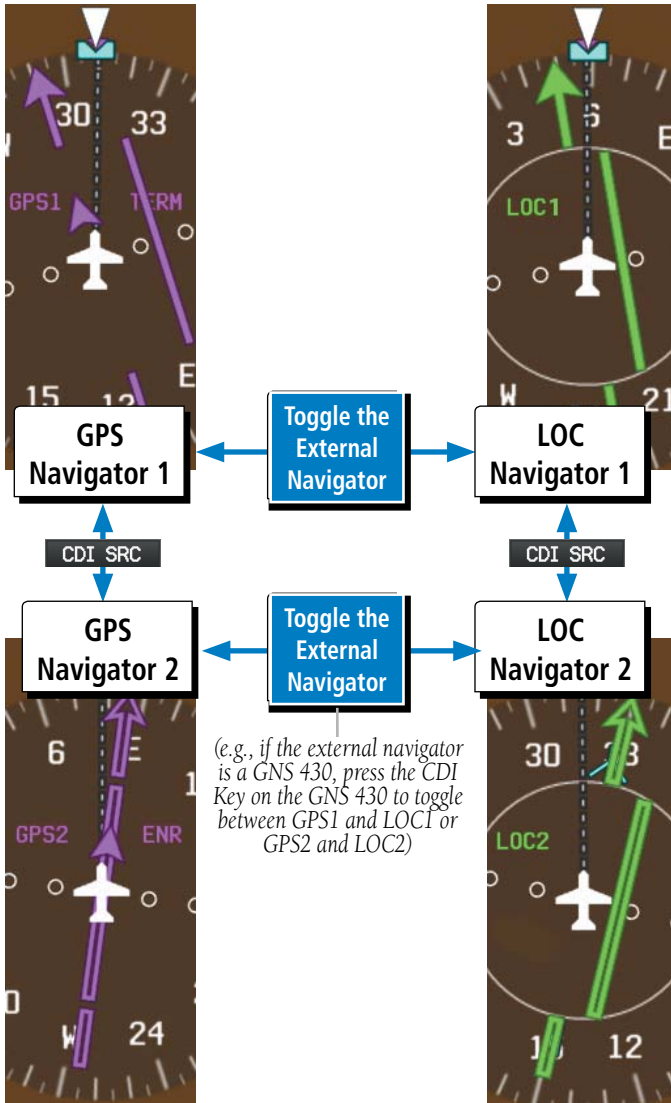 30
33
GPS1
TERM
E
15
12
3
6
E
LOC1
W
21
GPS
Navigator 1
Toggle the
External
Navigator
LOC
Navigator 1
CDI SRC
CDI SRC
GPS
Navigator 2
Toggle the
External
Navigator
LOC
Navigator 2
(e.g., if the external navigator
is a GNS 430, press the CDI
Key on the GNS 430 to toggle
between GPS1 and LOC1 or
GPS2 and LOC2)
6
E
GPS2
ENR
W
24
30
LOC2
12